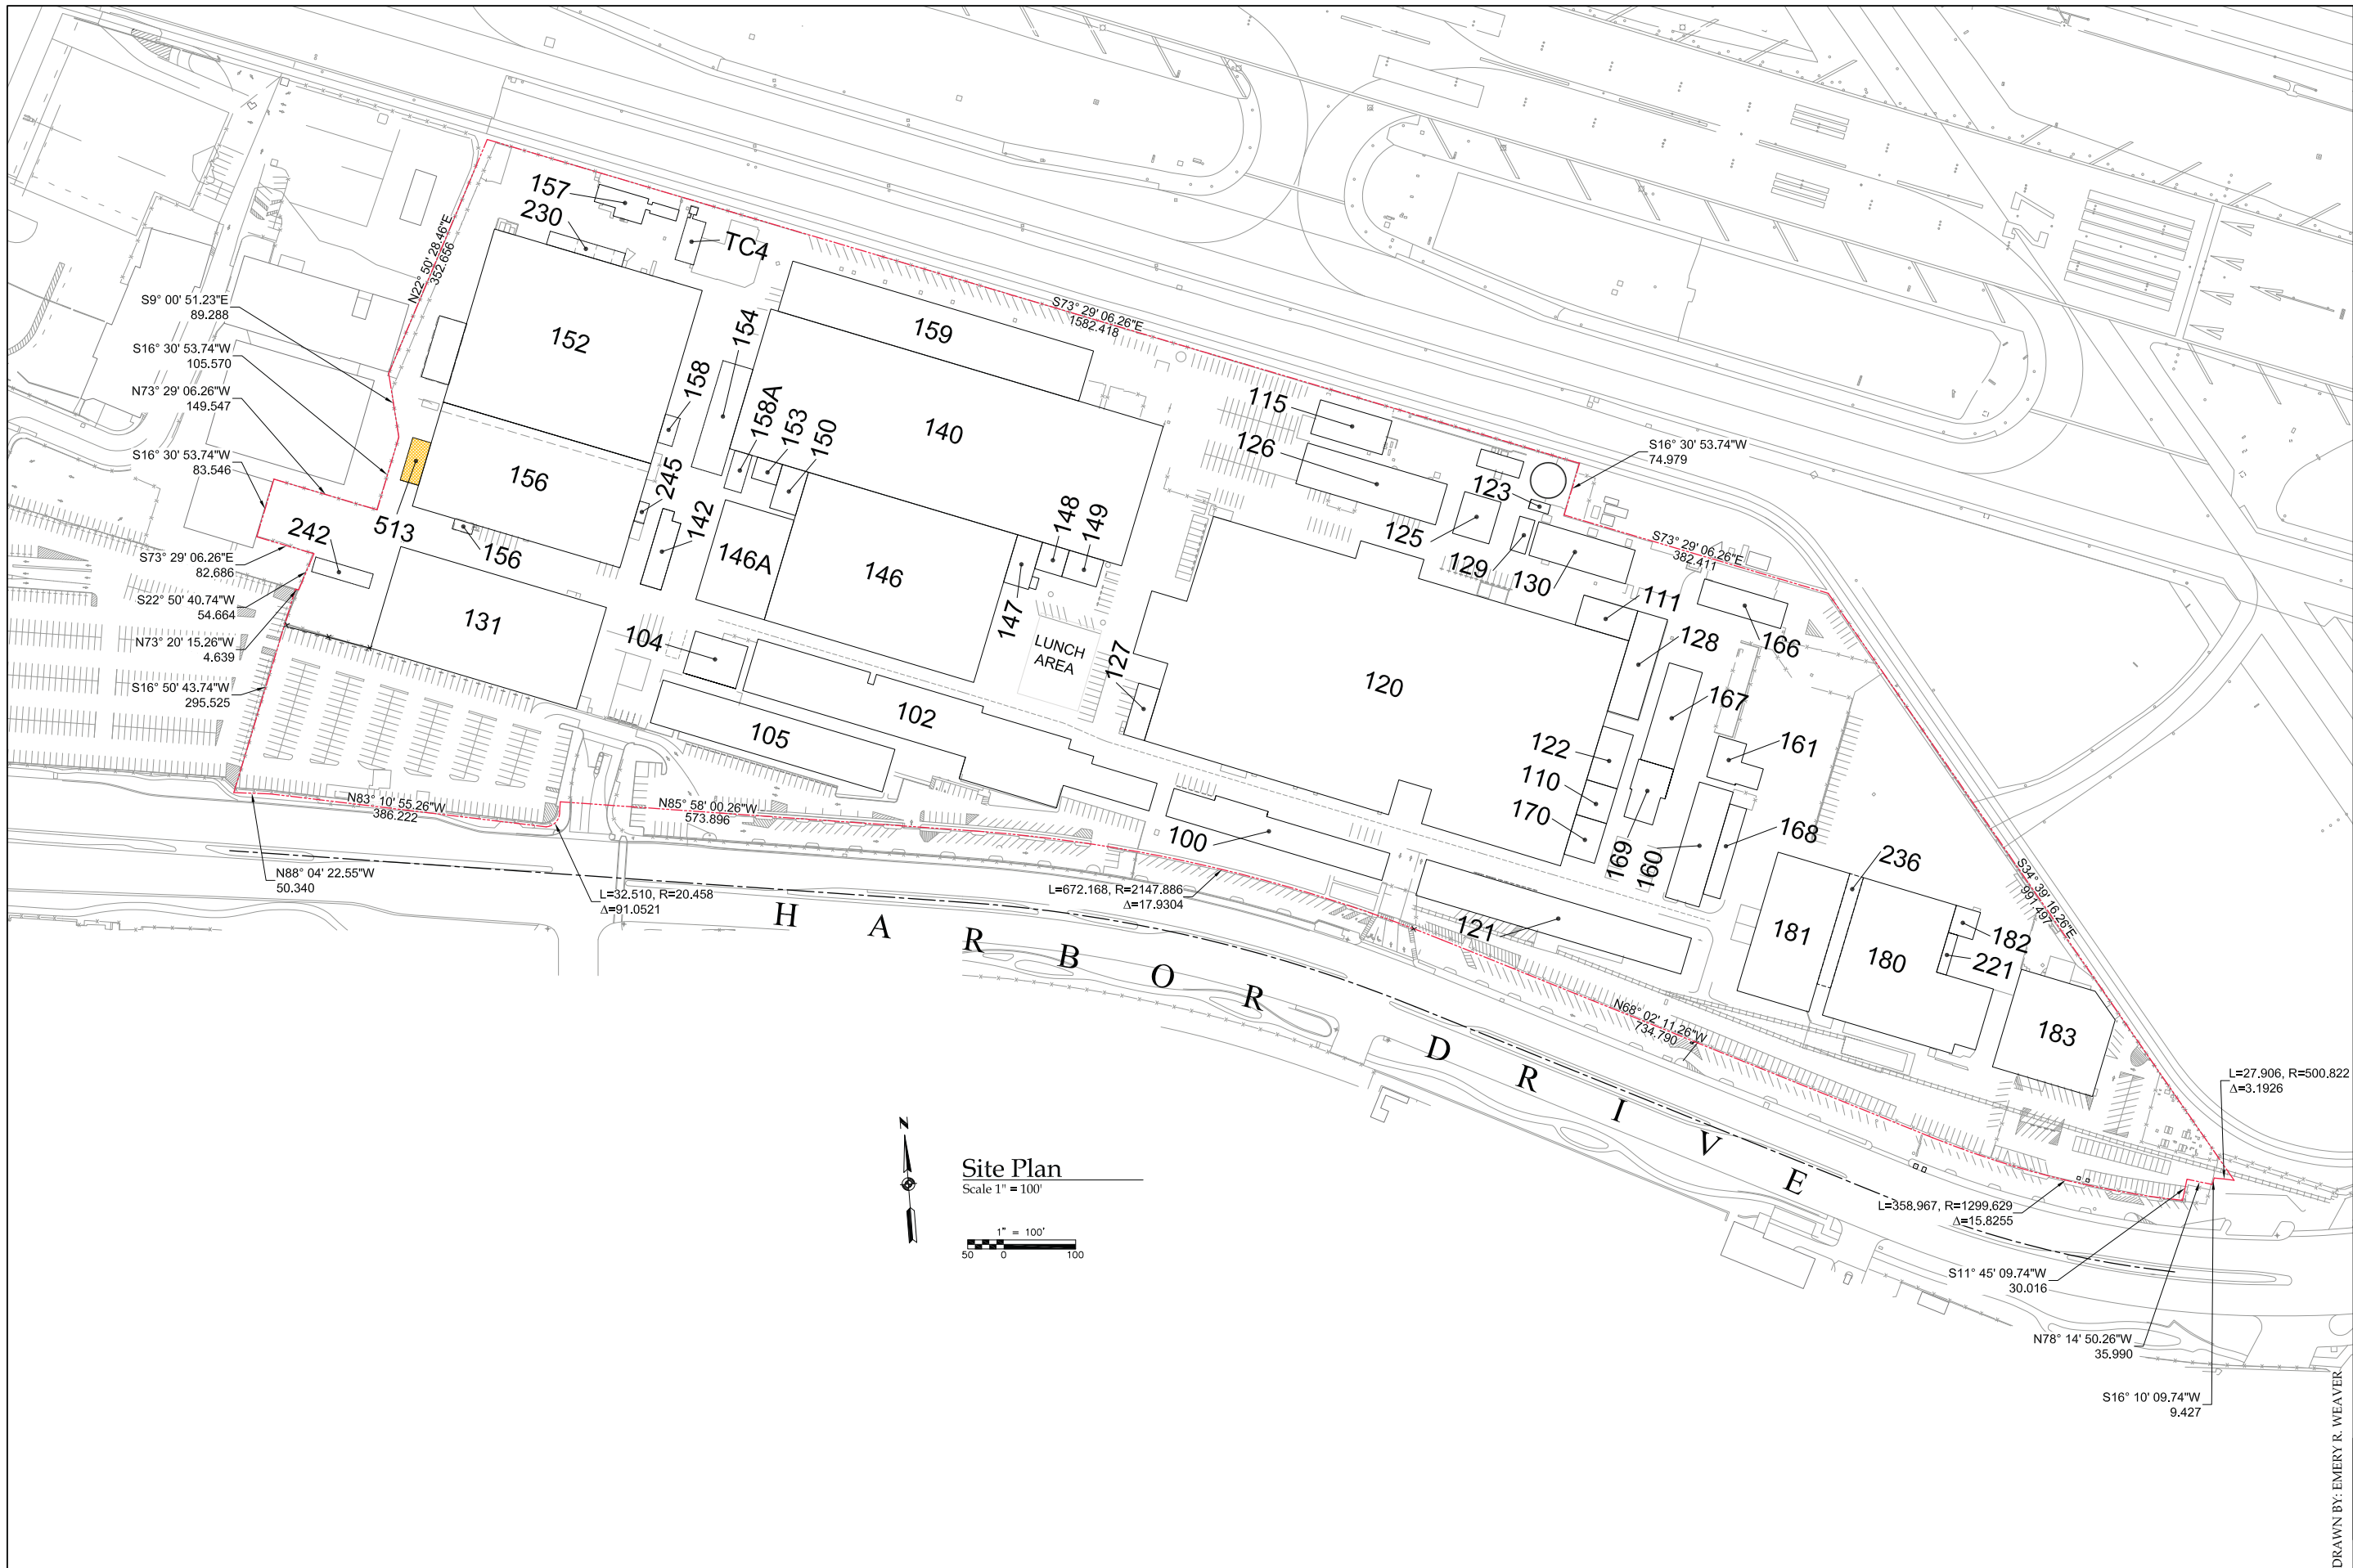 157
230
TC4
N22° 50' 28.46"E
352.656
S9° 00' 51.23"E
89.288
S16° 30' 53.74"W
105.570
N73° 29' 06.26"W
149.547
S16° 30' 53.74"W
83.546
S73° 29' 06.26"E
1582.418
152
154
159
158
158A
153
150
140
115
126
S16° 30' 53.74"W
74.979
156
245
142
513
242
156
123
125
148
149
146A
146
129
130
S73° 29' 06.26"E
382.411
S73° 29' 06.26"E
82.686
S22° 50' 40.74"W
54.664
N73° 20' 15.26"W
4.639
S16° 50' 43.74"W
295.525
131
104
147
LUNCH
AREA
127
111
128
166
120
167
102
105
122
161
110
170
100
169
160
168
N83° 10' 55.26"W
386.222
N85° 58' 00.26"W
573.896
N88° 04' 22.55"W
50.340
L=32.510, R=20.458
Δ=91.0521
L=672.168, R=2147.886
Δ=17.9304
236
S34° 39' 16.26"E
991.497
121
181
180
182
221
183
HARBOR DRIVE
N68° 02' 11.26"W
734.790
L=27.906, R=500.822
Δ=3.1926
N
Site Plan
Scale 1" = 100'
1" = 100'
50 0 100
L=358.967, R=1299.629
Δ=15.8255
S11° 45' 09.74"W
30.016
N78° 14' 50.26"W
35.990
S16° 10' 09.74"W
9.427
DRAWN BY: EMERY R. WEAVER